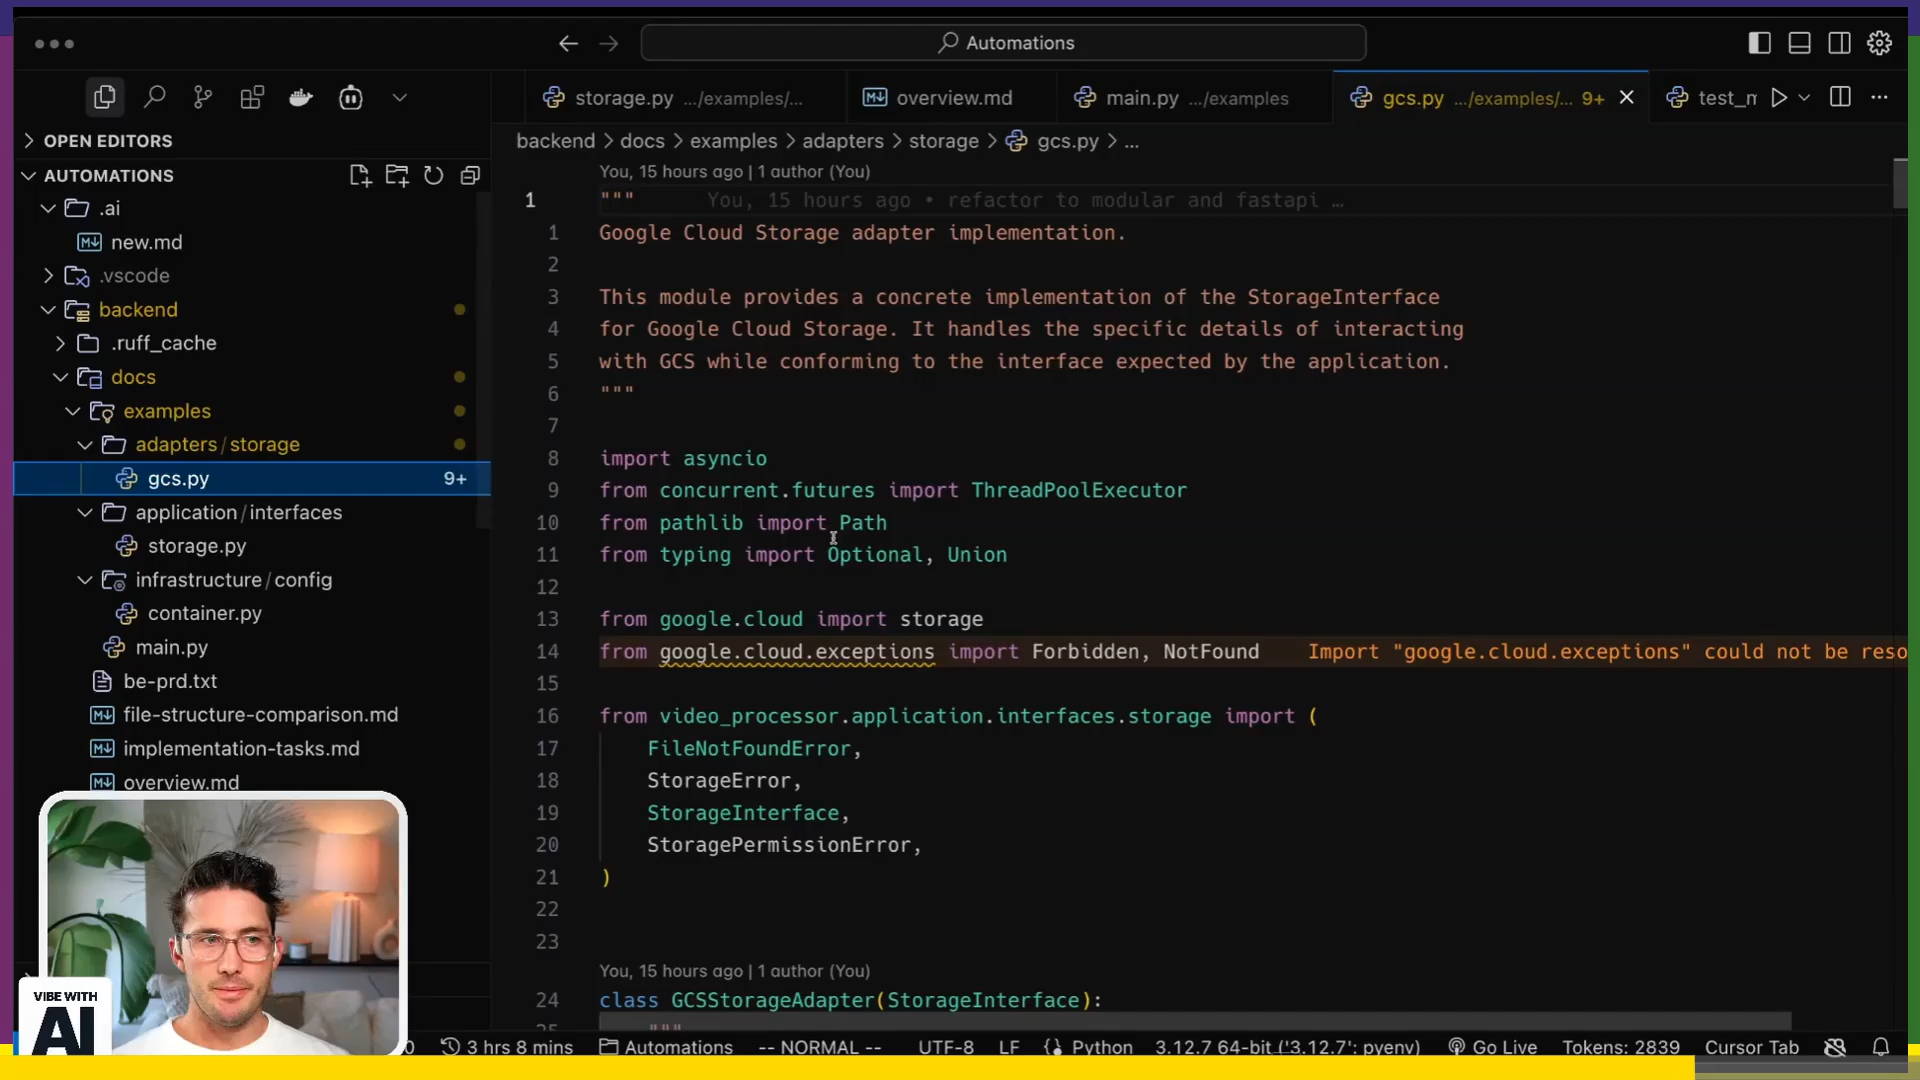 Automations
storage.py .../examples/...
overview.md
main.py .../examples
gcs.py .../examples/... 9+
test_m
OPEN EDITORS
AUTOMATIONS
.ai
new.md
.vscode
backend
.ruff_cache
docs
examples
adapters/storage
gcs.py 9+
application/interfaces
storage.py
infrastructure/config
container.py
main.py
be-prd.txt
file-structure-comparison.md
implementation-tasks.md
overview.md
backend > docs > examples > adapters > storage > gcs.py > ...
You, 15 hours ago | 1 author (You)
1 """ You, 15 hours ago • refactor to modular and fastapi …
1 Google Cloud Storage adapter implementation.
2
3 This module provides a concrete implementation of the StorageInterface
4 for Google Cloud Storage. It handles the specific details of interacting
5 with GCS while conforming to the interface expected by the application.
6 """
7
8 import asyncio
9 from concurrent.futures import ThreadPoolExecutor
10 from pathlib import Path
11 from typing import Optional, Union
12
13 from google.cloud import storage
14 from google.cloud.exceptions import Forbidden, NotFound Import "google.cloud.exceptions" could not be reso
15
16 from video_processor.application.interfaces.storage import (
17 FileNotFoundError,
18 StorageError,
19 StorageInterface,
20 StoragePermissionError,
21 )
22
23
You, 15 hours ago | 1 author (You)
24 class GCSStorageAdapter(StorageInterface):
25 """
VIBE WITH
AI
0 3 hrs 8 mins Automations -- NORMAL -- UTF-8 LF Python 3.12.7 64-bit ('3.12.7': pyenv) Go Live Tokens: 2839 Cursor Tab